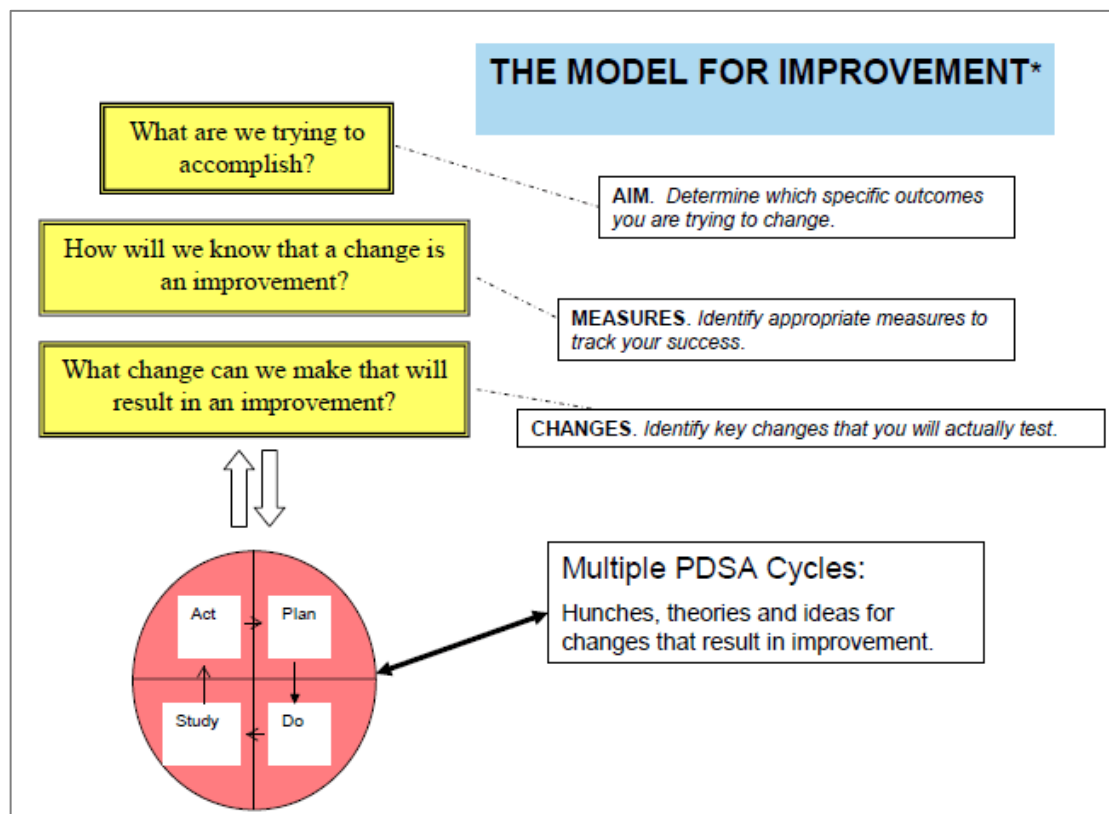 THE MODEL FOR IMPROVEMENT*
What are we trying to
accomplish?
AIM.  Determine which specific outcomes
you are trying to change.
How will we know that a change is
an improvement?
MEASURES. Identify appropriate measures to
track your success.
What change can we make that will
result in an improvement?
CHANGES. Identify key changes that you will actually test.
Multiple PDSA Cycles:
Hunches, theories and ideas for
changes that result in improvement.
Act
Plan
Study
Do